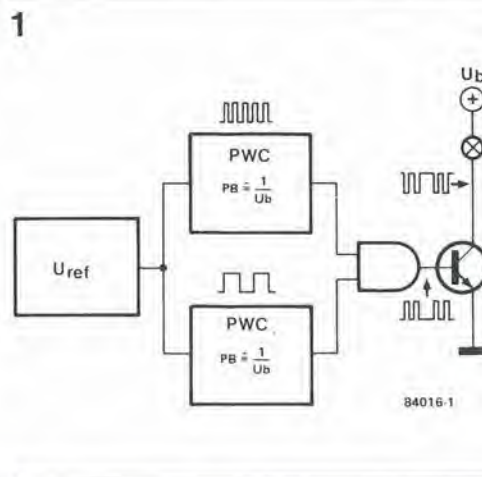 1
Ub
+
PWC
PB ≙ 1/Ub
Uref
PWC
PB ≙ 1/Ub
84016-1